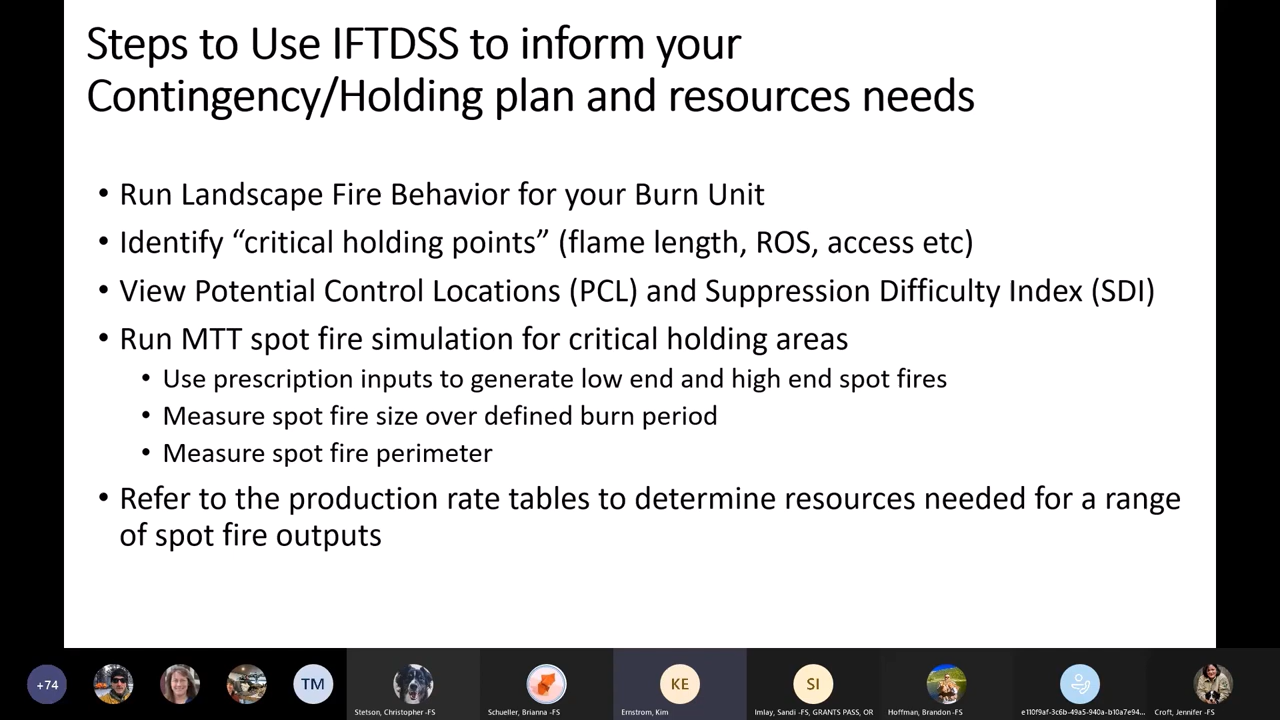 Steps to Use IFTDSS to inform your
Contingency/Holding plan and resources needs
• Run Landscape Fire Behavior for your Burn Unit
• Identify “critical holding points” (flame length, ROS, access etc)
• View Potential Control Locations (PCL) and Suppression Difficulty Index (SDI)
• Run MTT spot fire simulation for critical holding areas
• Use prescription inputs to generate low end and high end spot fires
• Measure spot fire size over defined burn period
• Measure spot fire perimeter
• Refer to the production rate tables to determine resources needed for a range
of spot fire outputs
+74
TM
KE
SI
Stetson, Christopher -FS
Schueller, Brianna -FS
Ernstrom, Kim
Imlay, Sandi -FS, GRANTS PASS, OR
Hoffman, Brandon -FS
e110f9af-3c6b-49a5-940a-b10a7e94...
Croft, Jennifer -FS